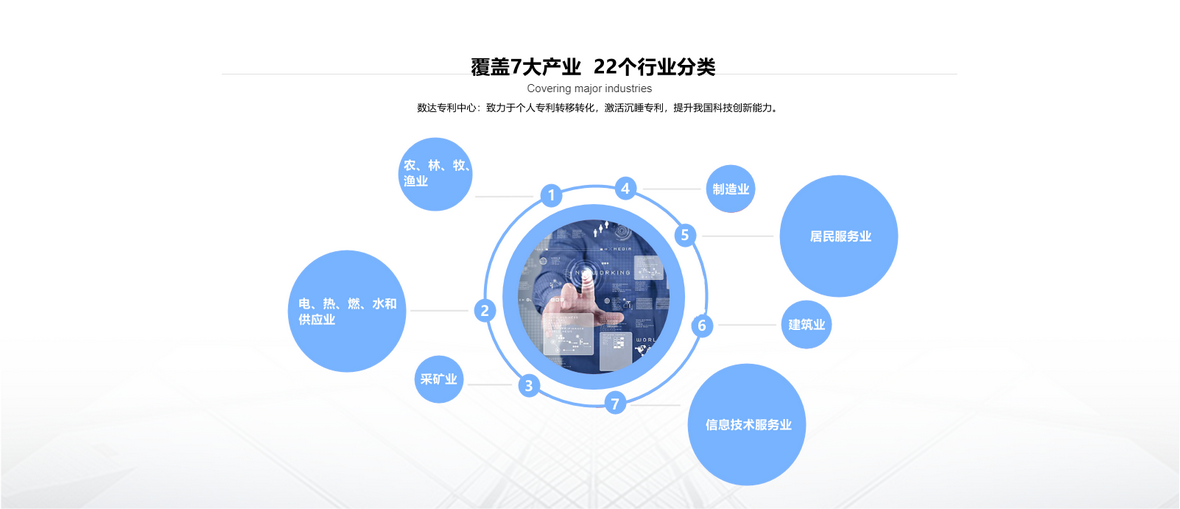 覆盖7大产业 22个行业分类
Covering major industries
数达专利中心：致力于个人专利转移转化，激活沉睡专利，提升我国科技创新能力。
农、林、牧、
渔业
1
电、热、燃、水和
供应业
2
采矿业
3
4
制造业
5
居民服务业
6
建筑业
7
信息技术服务业
MEDIA
NETWORKING